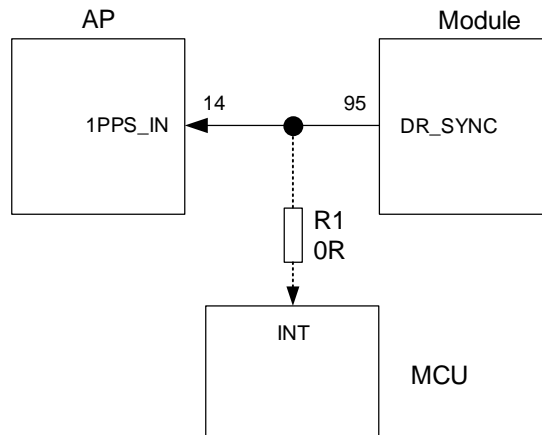 AP
Module
14
95
1PPS_IN
DR_SYNC
R1
0R
INT
MCU